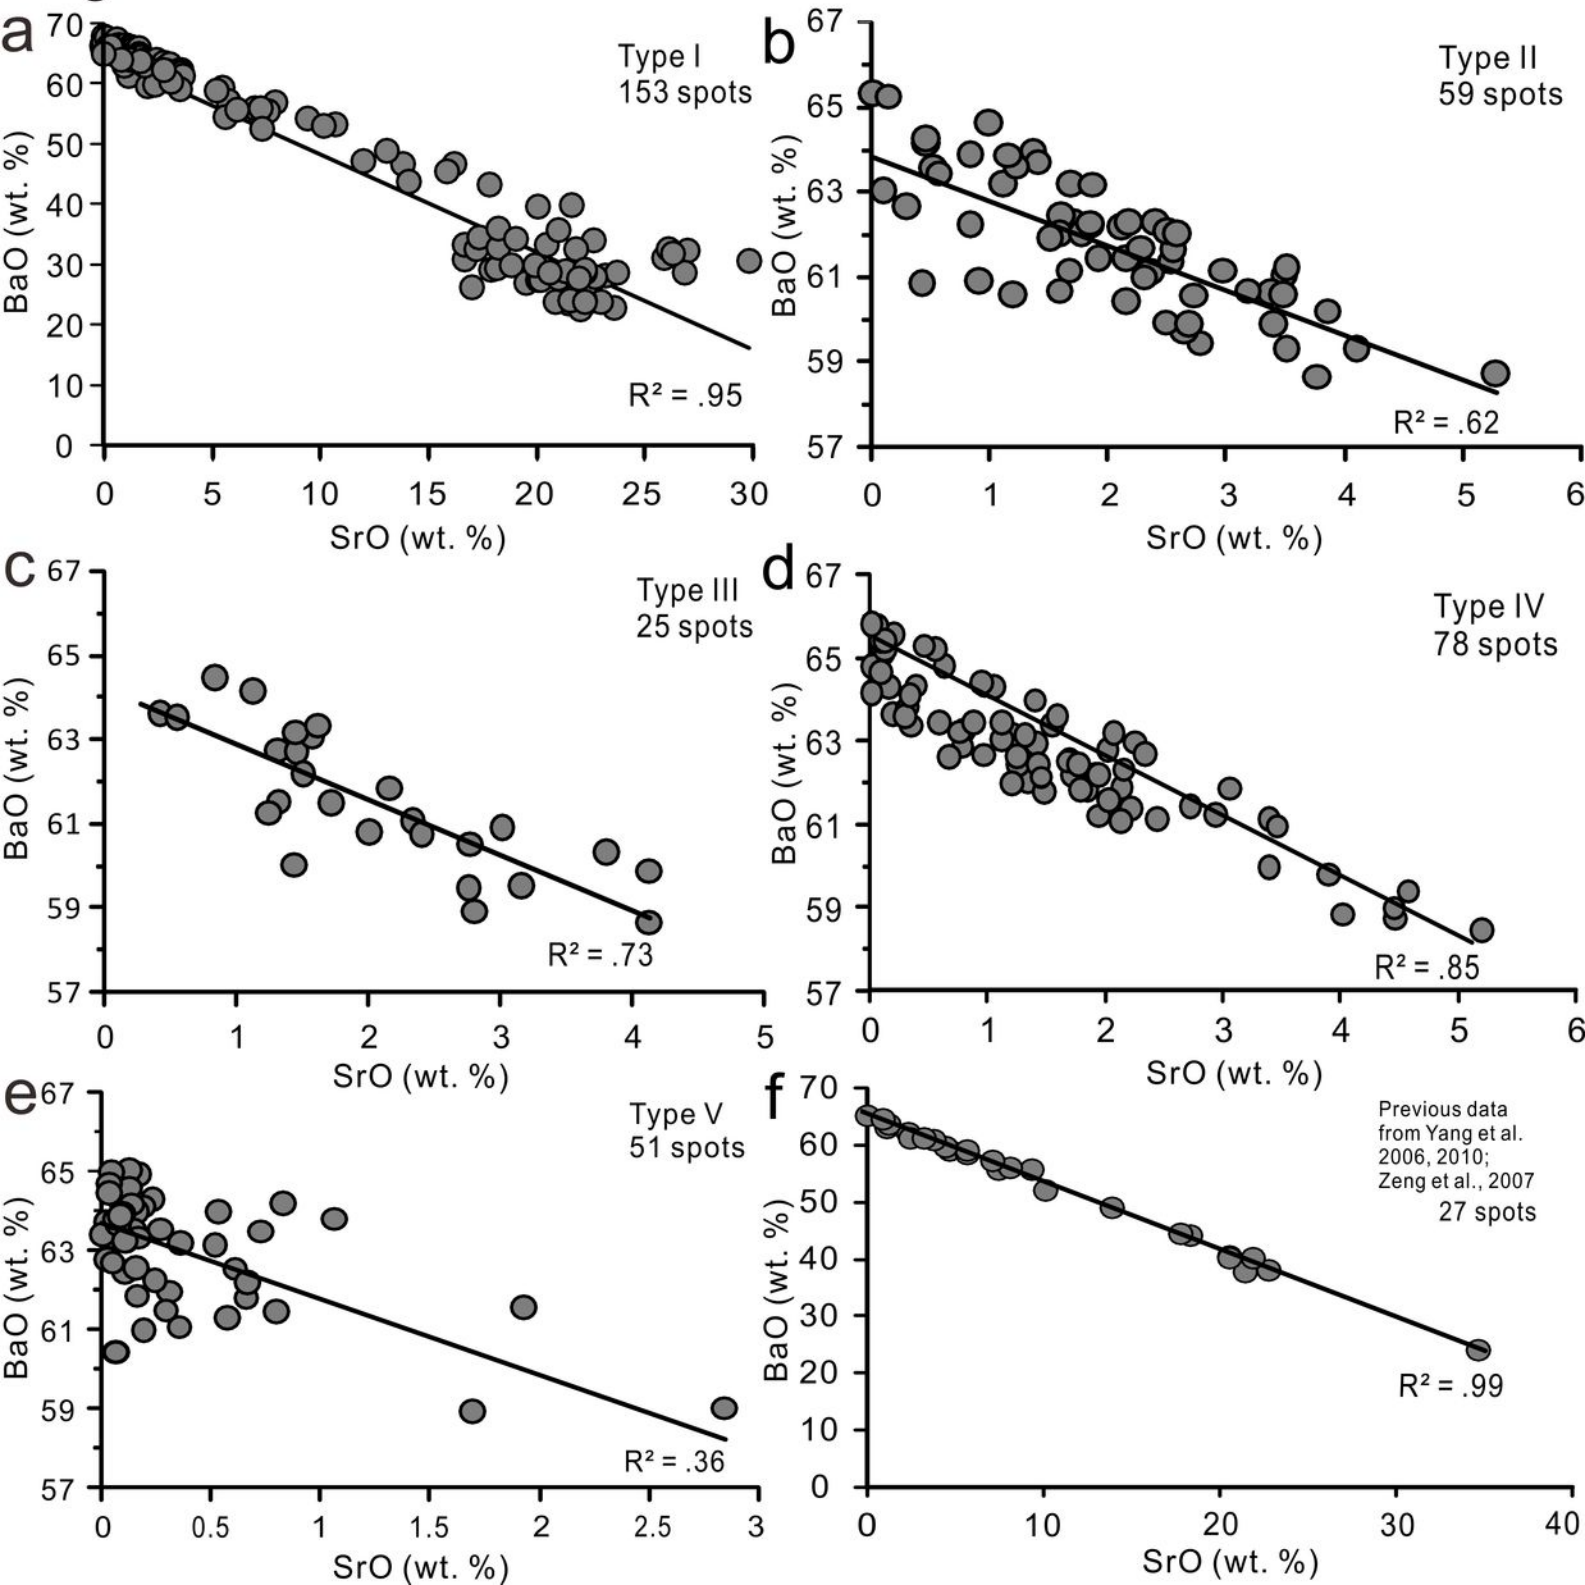 a
70
60
50
40
30
20
10
0
BaO (wt. %)
Type I
153 spots
R² = .95
0 5 10 15 20 25 30
SrO (wt. %)
b
67
65
63
61
59
57
BaO (wt. %)
Type II
59 spots
R² = .62
0 1 2 3 4 5 6
SrO (wt. %)
c
67
65
63
61
59
57
BaO (wt. %)
Type III
25 spots
R² = .73
0 1 2 3 4 5
SrO (wt. %)
d
67
65
63
61
59
57
BaO (wt. %)
Type IV
78 spots
R² = .85
0 1 2 3 4 5 6
SrO (wt. %)
e
67
65
63
61
59
57
BaO (wt. %)
Type V
51 spots
R² = .36
0 0.5 1 1.5 2 2.5 3
SrO (wt. %)
f
70
60
50
40
30
20
10
0
BaO (wt. %)
Previous data
from Yang et al.
2006, 2010;
Zeng et al., 2007
27 spots
R² = .99
0 10 20 30 40
SrO (wt. %)